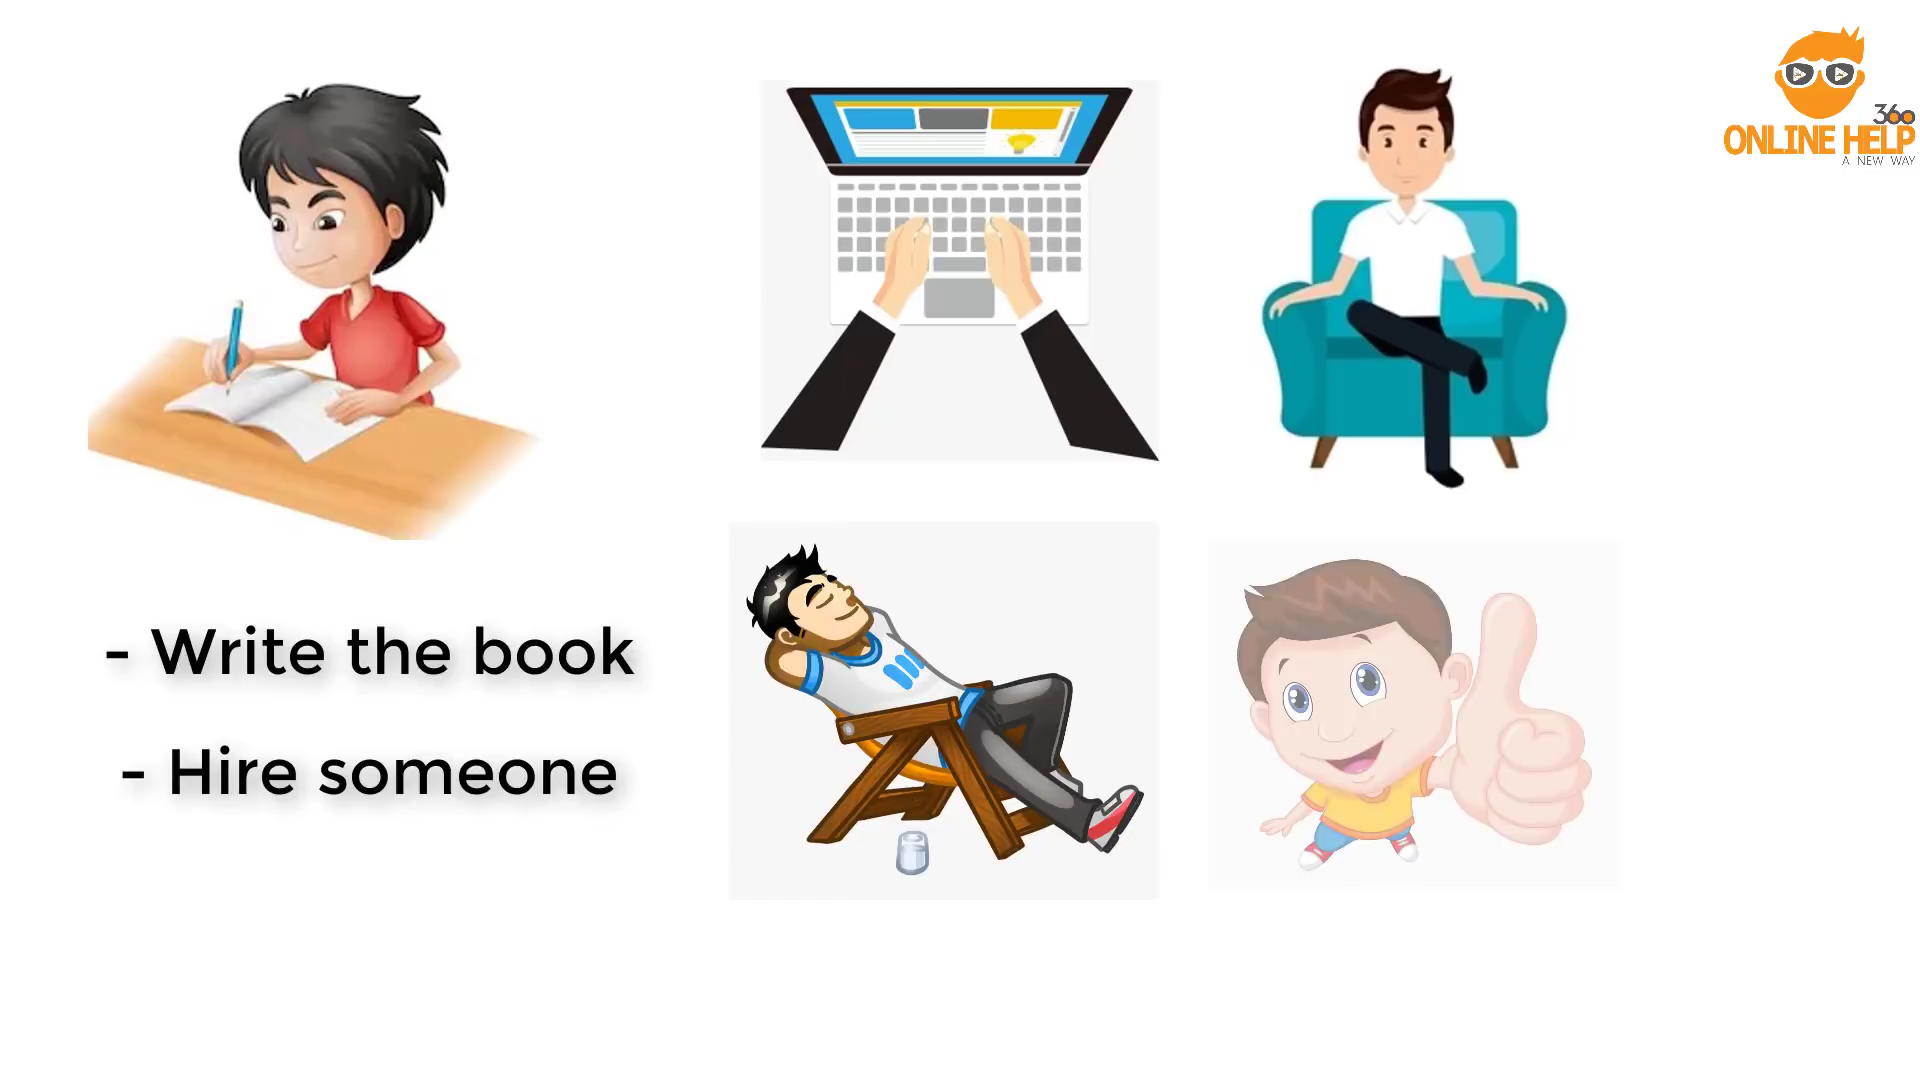 360
ONLINE HELP
A NEW WAY
- Write the book
- Hire someone